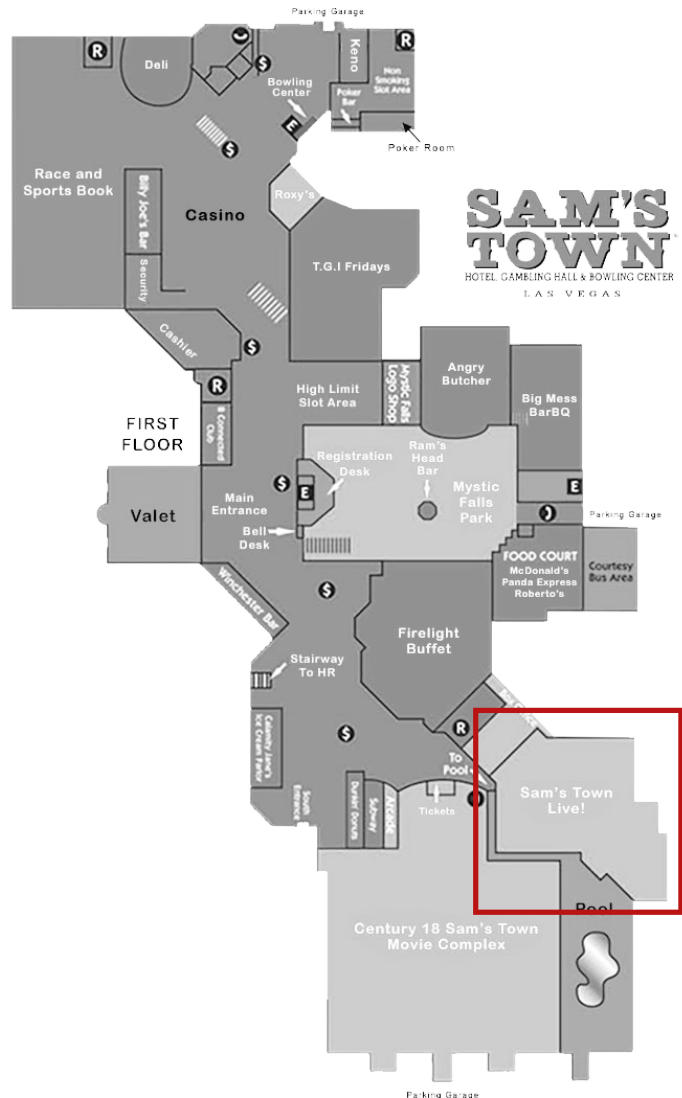 Parking Garage
R
Deli
$
Keno
R
Non
Smoking
Slot Area
Bowling
Center
E
Poker
Bar
$
Poker Room
Race and
Sports Book
Billy Joe's Bar
Casino
Roxy's
SAM'S
TOWN
HOTEL, GAMBLING HALL & BOWLING CENTER
LAS VEGAS
Security
T.G.I Fridays
Cashier
$
R
High Limit
Slot Area
Mystic Falls
Logo Shop
Angry
Butcher
Big Mess
BarBQ
FIRST
FLOOR
B Connected
Club
Registration
Desk
Ram's
Head
Bar
$
E
E
Valet
Main
Entrance
Mystic
Falls
Park
Parking Garage
Bell
Desk
FOOD COURT
McDonald's
Panda Express
Roberto's
Courtesy
Bus Area
Winchester Bar
$
Firelight
Buffet
Stairway
To HR
Box Office
Calamity Jane's
Ice Cream Parlor
$
R
To
Pool
Sam's Town
Live!
South
Entrance
Dunkin' Donuts
Subway
Arcade
Tickets
Pool
Century 18 Sam's Town
Movie Complex
Parking Garage